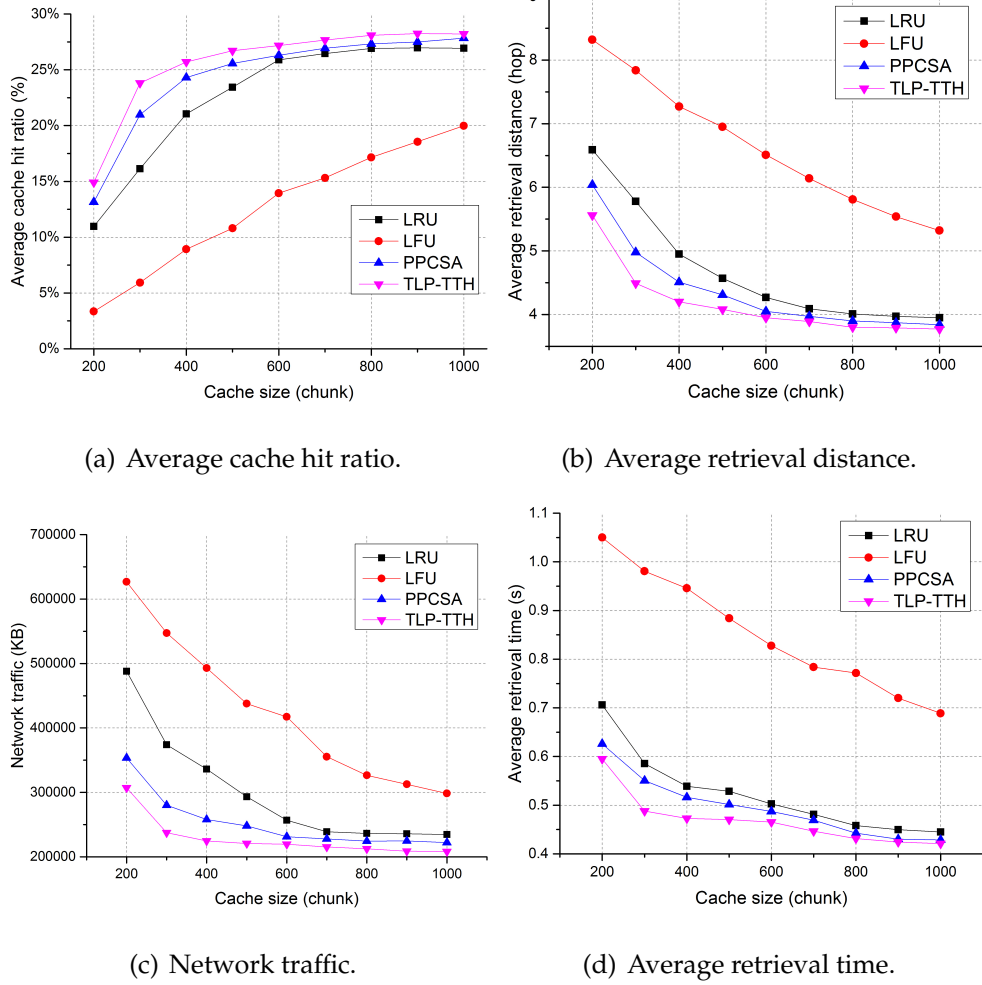 30%
25%
20%
15%
10%
5%
0%
Average cache hit ratio (%)
LRU
LFU
PPCSA
TLP-TTH
200
400
600
800
1000
Cache size (chunk)
(a) Average cache hit ratio.
8
7
6
5
4
Average retrieval distance (hop)
LRU
LFU
PPCSA
TLP-TTH
200
400
600
800
1000
Cache size (chunk)
(b) Average retrieval distance.
700000
600000
500000
400000
300000
200000
Network traffic (KB)
LRU
LFU
PPCSA
TLP-TTH
200
400
600
800
1000
Cache size (chunk)
(c) Network traffic.
1.1
1.0
0.9
0.8
0.7
0.6
0.5
0.4
Average retrieval time (s)
LRU
LFU
PPCSA
TLP-TTH
200
400
600
800
1000
Cache size (chunk)
(d) Average retrieval time.